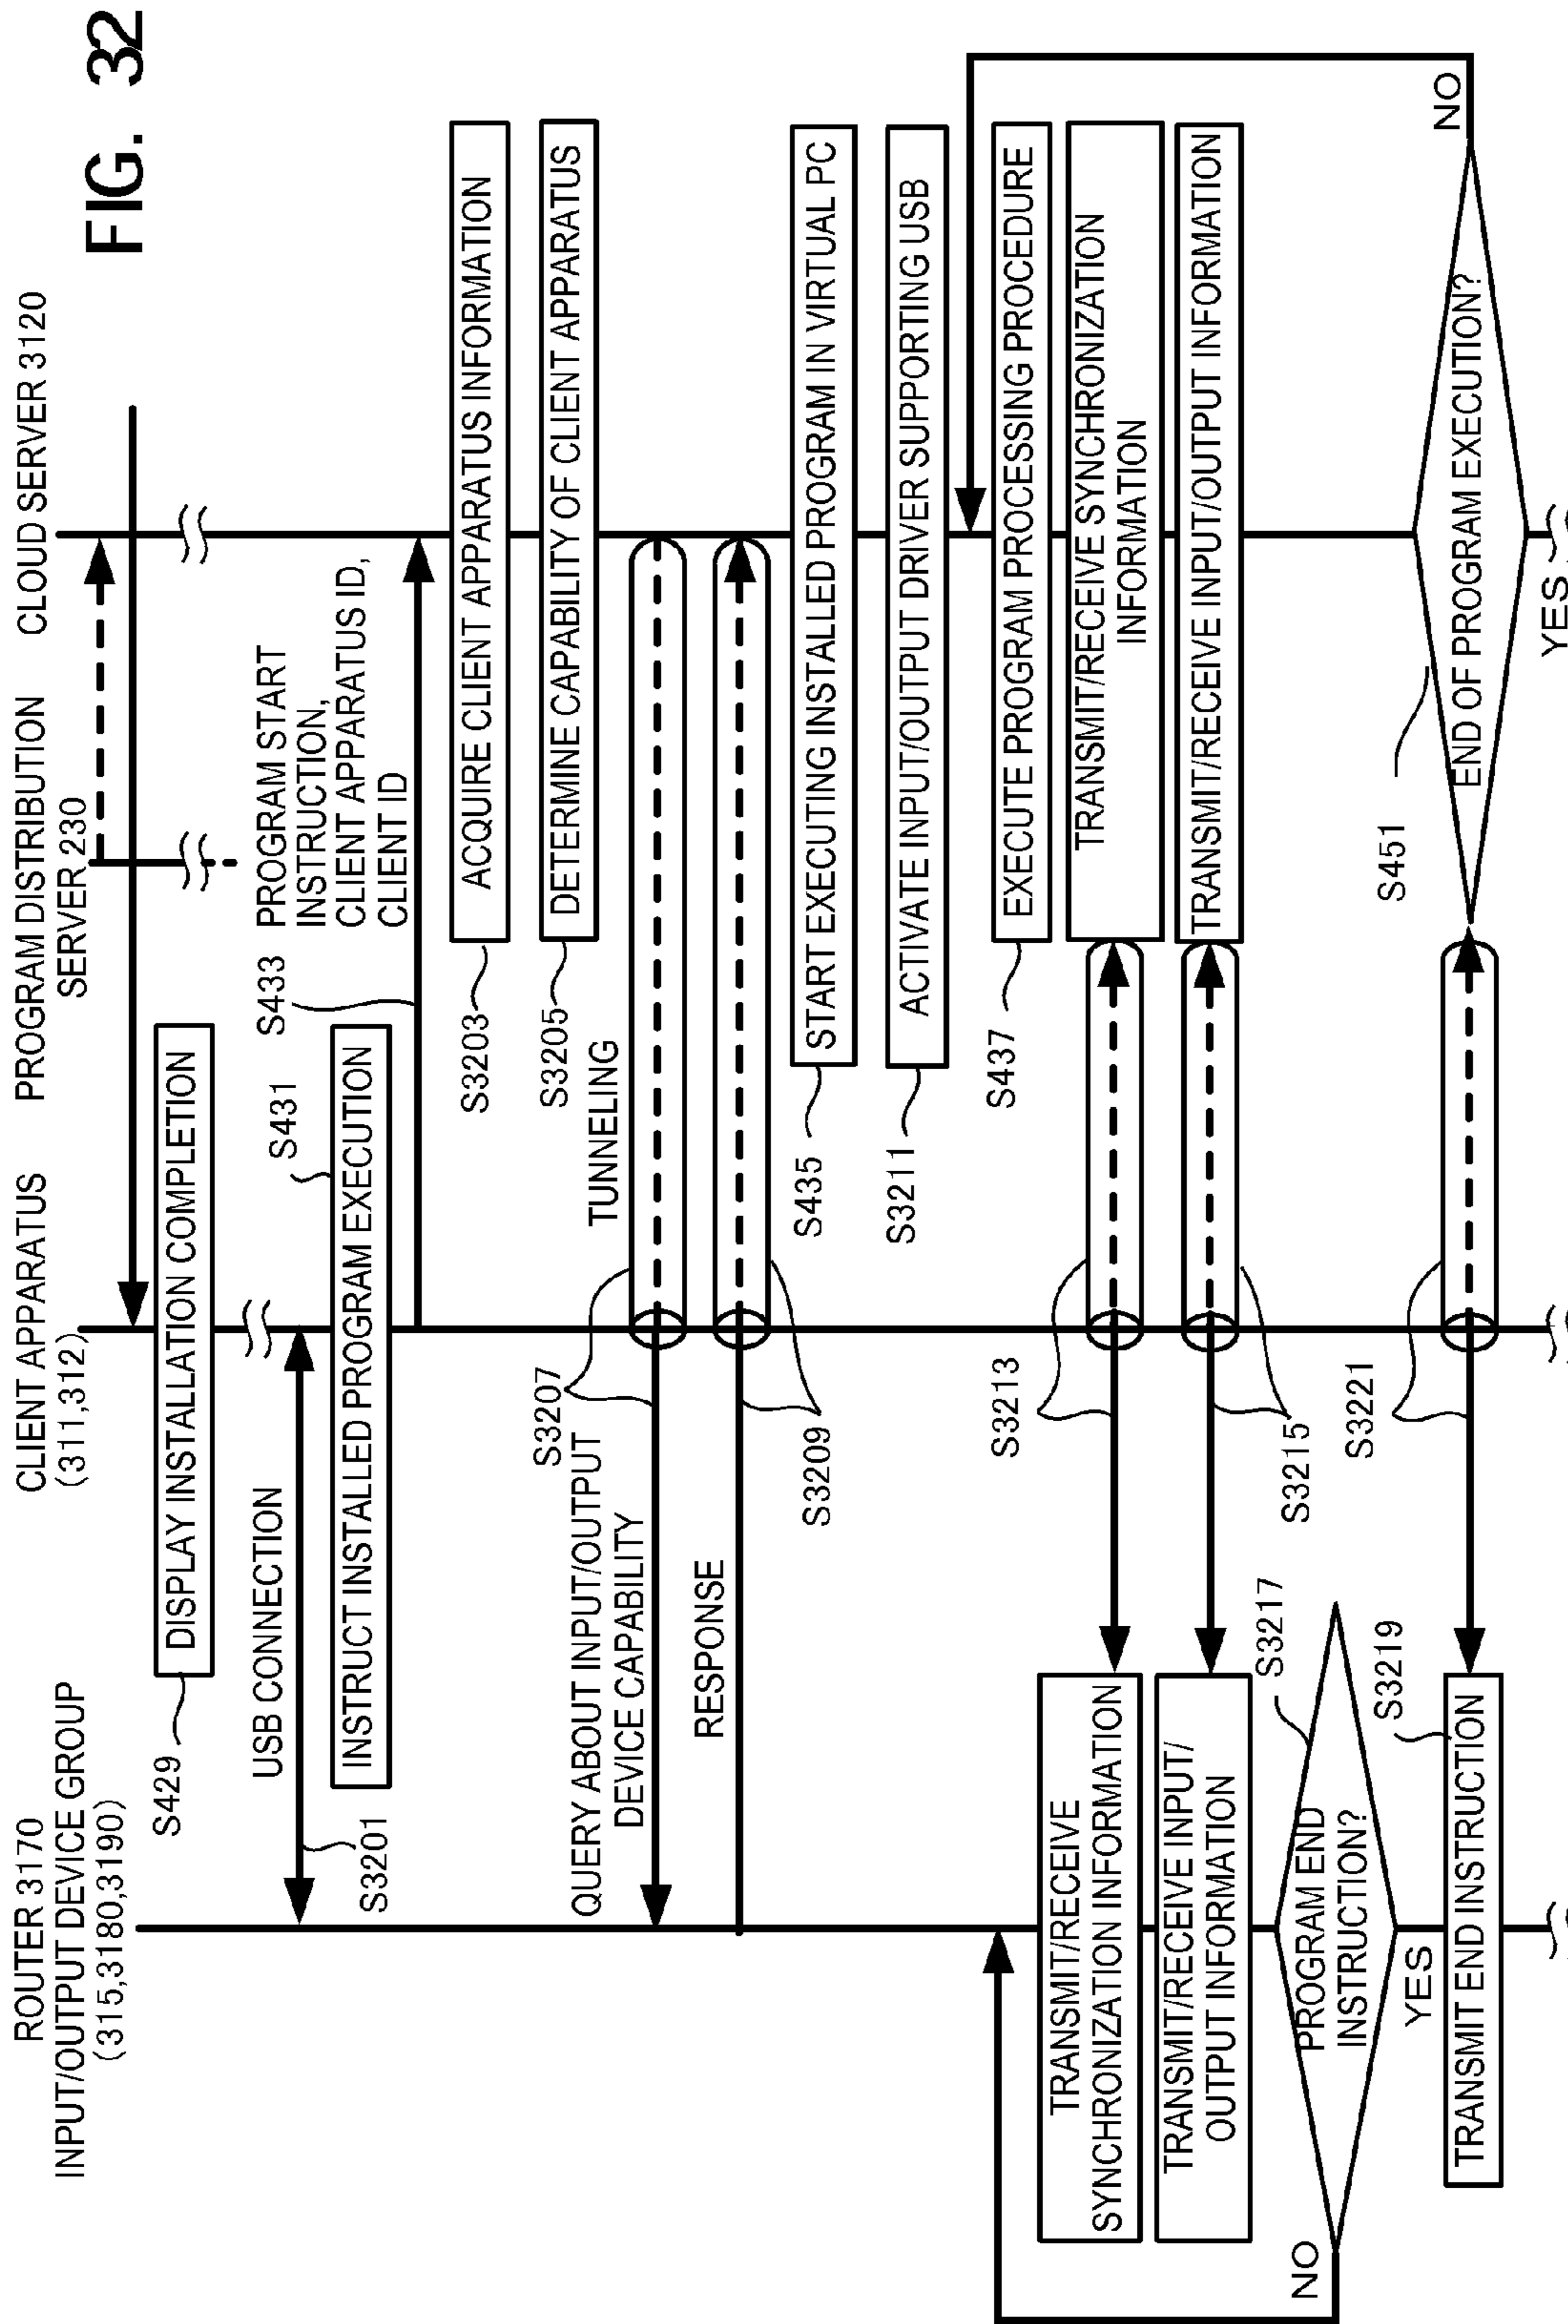 FIG. 32
ROUTER 3170
INPUT/OUTPUT DEVICE GROUP
(315,3180,3190)
CLIENT APPARATUS
(311,312)
PROGRAM DISTRIBUTION
SERVER 230
CLOUD SERVER 3120
S429
DISPLAY INSTALLATION COMPLETION
USB CONNECTION
S3201
S431
INSTRUCT INSTALLED PROGRAM EXECUTION
S433
PROGRAM START
INSTRUCTION,
CLIENT APPARATUS ID,
CLIENT ID
S3203
ACQUIRE CLIENT APPARATUS INFORMATION
S3205
DETERMINE CAPABILITY OF CLIENT APPARATUS
QUERY ABOUT INPUT/OUTPUT
DEVICE CAPABILITY
S3207
TUNNELING
RESPONSE
S3209
S435
START EXECUTING INSTALLED PROGRAM IN VIRTUAL PC
S3211
ACTIVATE INPUT/OUTPUT DRIVER SUPPORTING USB
S437
EXECUTE PROGRAM PROCESSING PROCEDURE
TRANSMIT/RECEIVE
SYNCHRONIZATION INFORMATION
S3213
TRANSMIT/RECEIVE SYNCHRONIZATION
INFORMATION
TRANSMIT/RECEIVE INPUT/
OUTPUT INFORMATION
S3215
TRANSMIT/RECEIVE INPUT/OUTPUT INFORMATION
S3217
PROGRAM END
INSTRUCTION?
NO
YES
S3219
TRANSMIT END INSTRUCTION
S3221
S451
END OF PROGRAM EXECUTION?
NO
YES